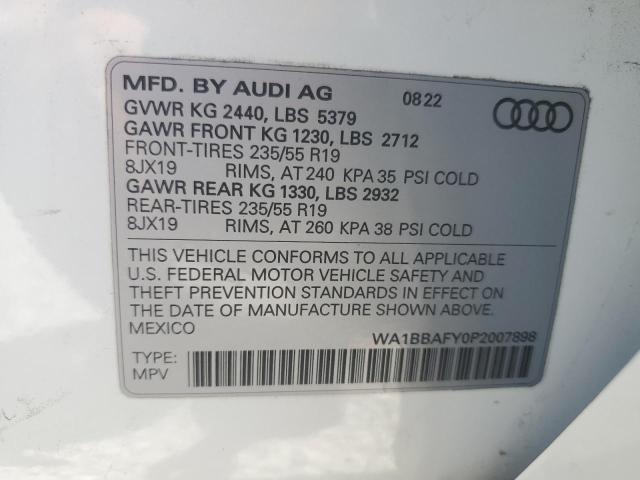 MFD. BY AUDI AG 0822
GVWR KG 2440, LBS 5379
GAWR FRONT KG 1230, LBS 2712
FRONT-TIRES 235/55 R19
8JX19 RIMS, AT 240 KPA 35 PSI COLD
GAWR REAR KG 1330, LBS 2932
REAR-TIRES 235/55 R19
8JX19 RIMS, AT 260 KPA 38 PSI COLD
THIS VEHICLE CONFORMS TO ALL APPLICABLE
U.S. FEDERAL MOTOR VEHICLE SAFETY AND
THEFT PREVENTION STANDARDS IN EFFECT ON
THE DATE OF MANUFACTURE SHOWN ABOVE.
MEXICO WA1BBAFY0P2007898
TYPE:
MPV